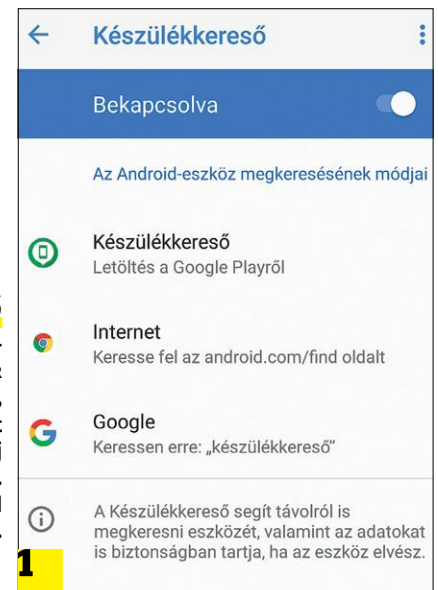 Készülékkereső
Bekapcsolva
Az Android-eszköz megkeresésének módjai
Készülékkereső
Letöltés a Google Playről
Internet
Keresse fel az android.com/find oldalt
Google
Keressen erre: „készülékkereső”
A Készülékkereső segít távolról is
megkeresni eszközét, valamint az adatokat
is biztonságban tartja, ha az eszköz elvész.
1